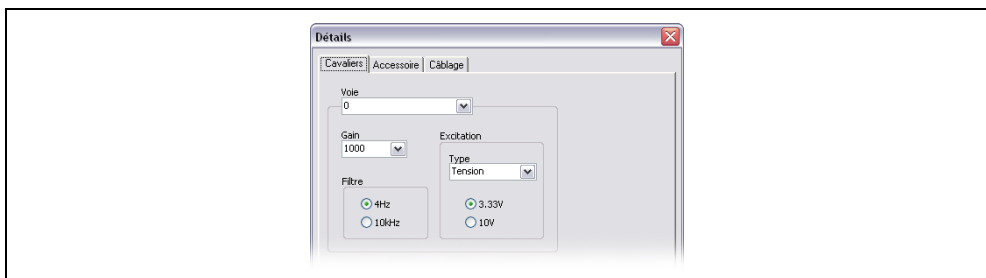 Détails
Cavaliers Accessoire Câblage
Voie
0
Gain
1000
Excitation
Type
Tension
Filtre
4Hz
10kHz
3.33V
10V